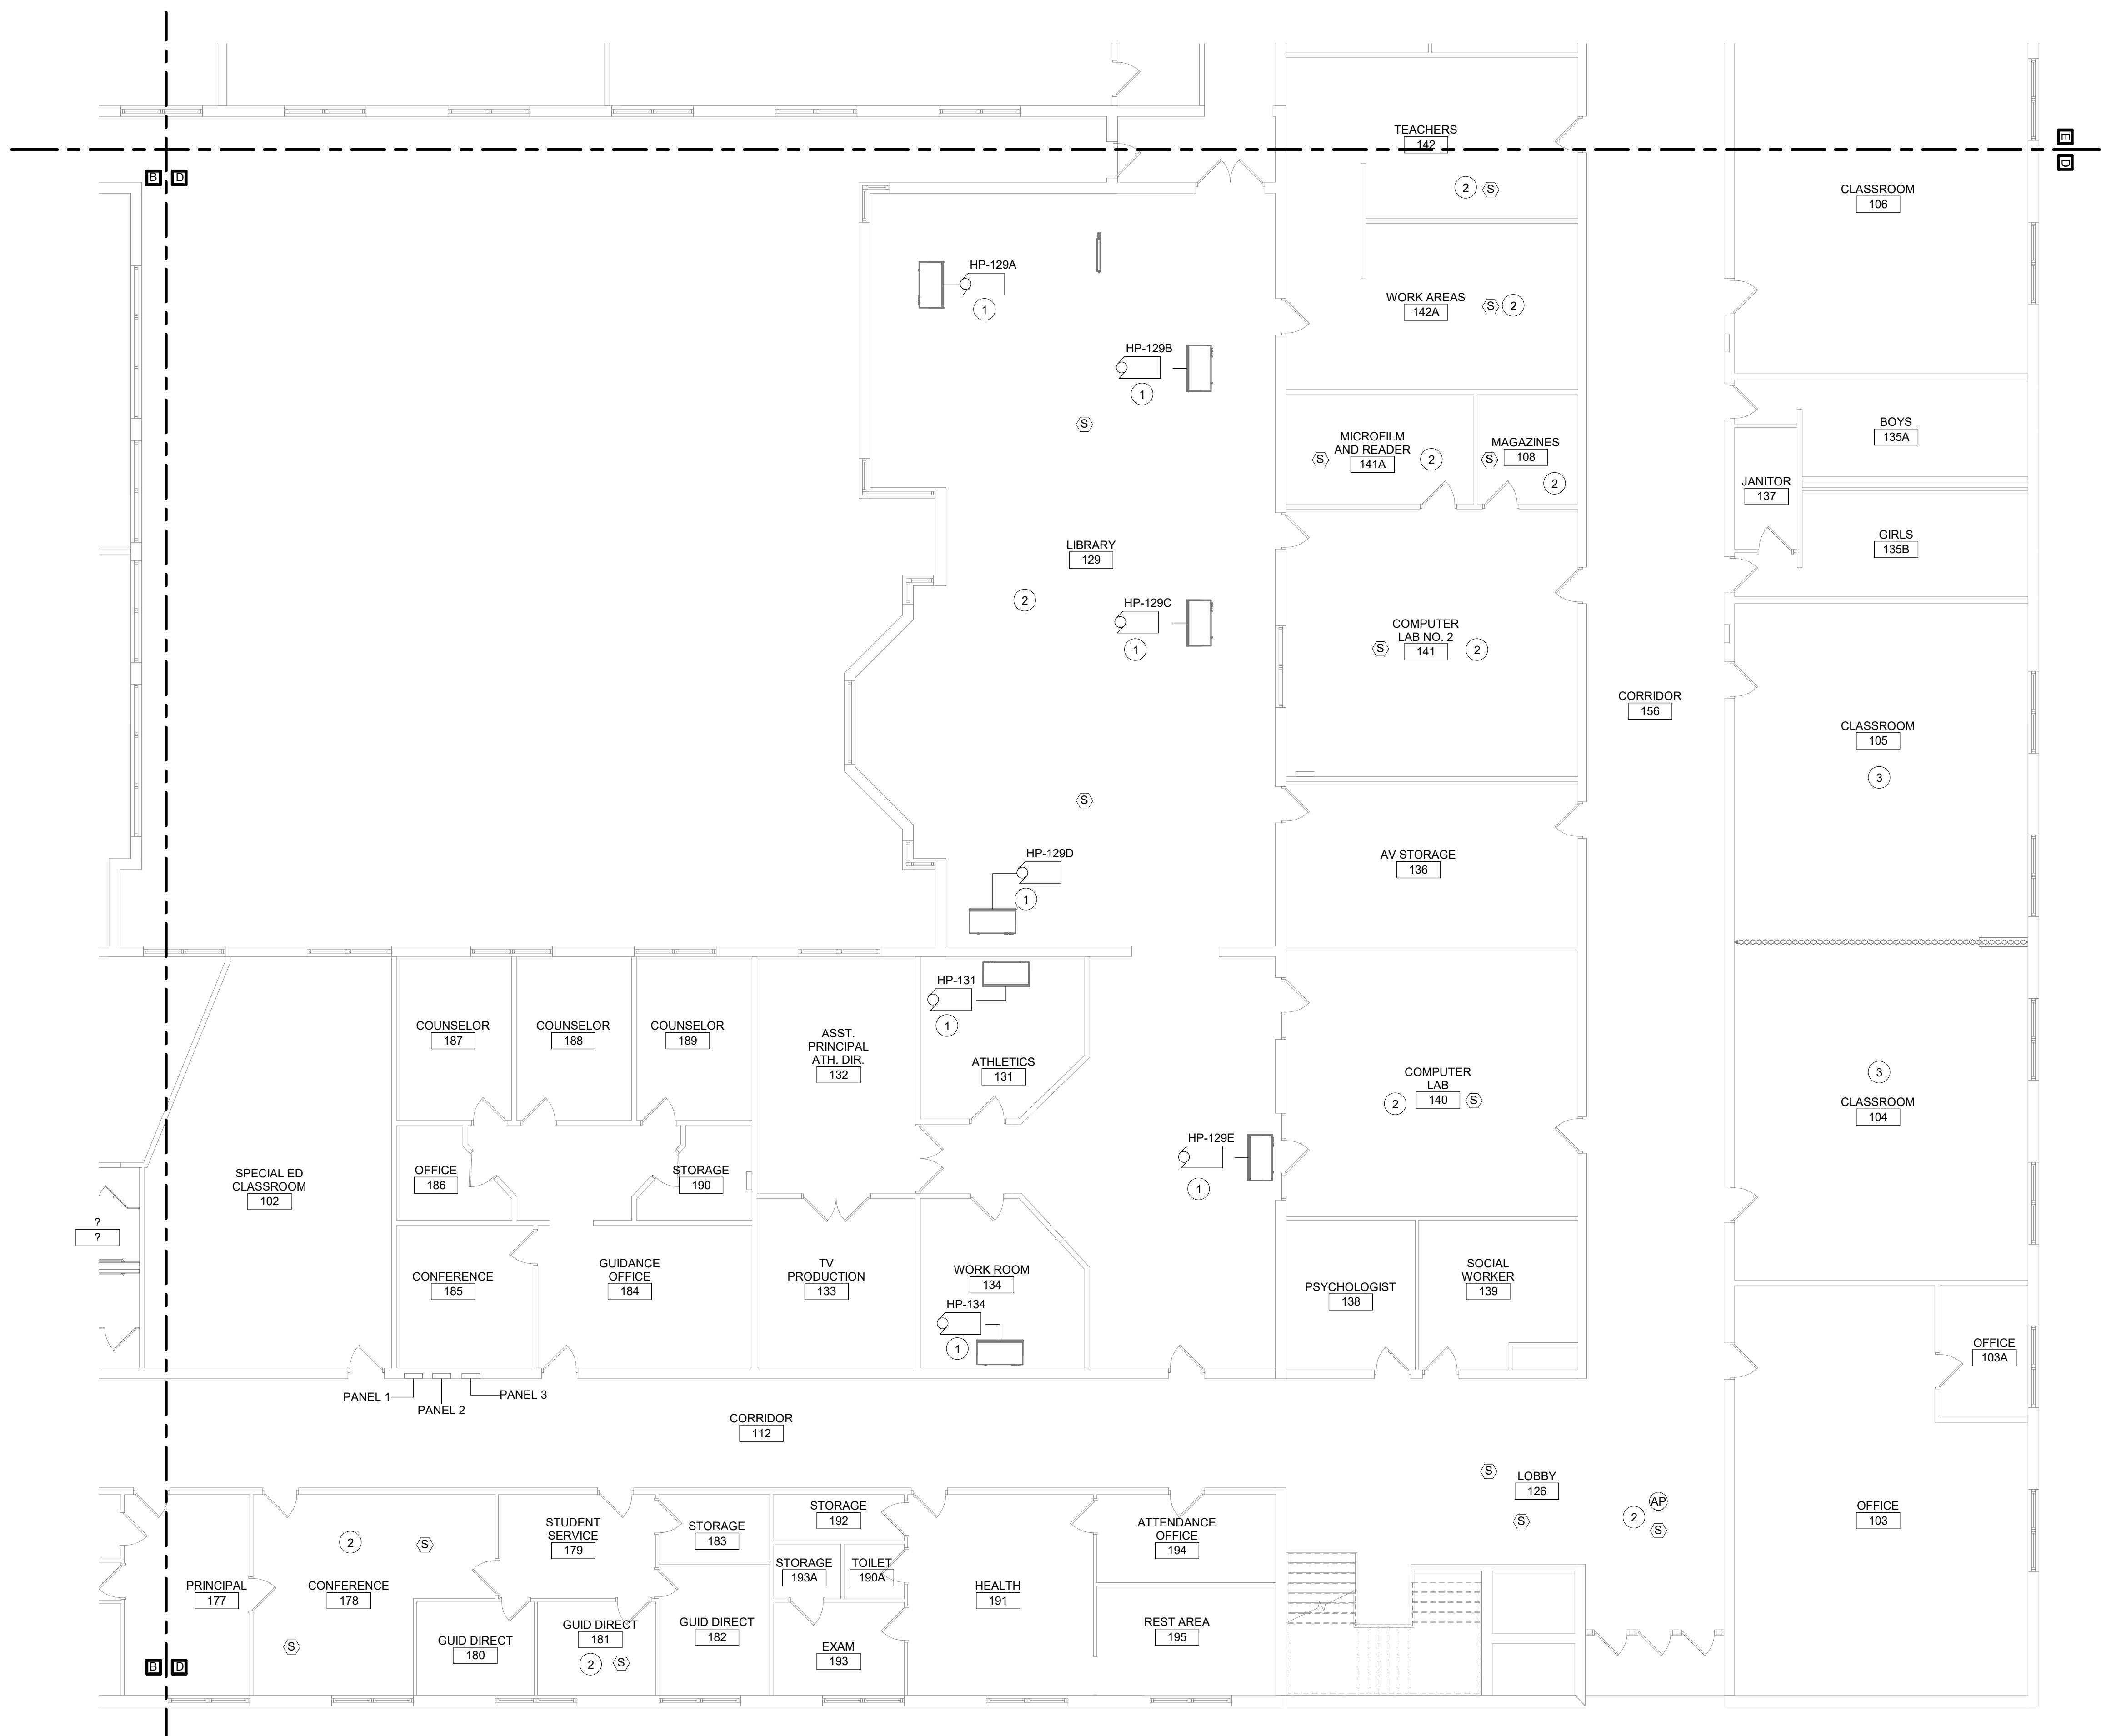 TEACHERS
142
E
D
B D
2 S
CLASSROOM
106
HP-129A
1
WORK AREAS
142A
S 2
HP-129B
1
S
BOYS
135A
MICROFILM
AND READER
141A
S 2
MAGAZINES
108
S
2
JANITOR
137
GIRLS
135B
LIBRARY
129
2
HP-129C
1
COMPUTER
LAB NO. 2
141
S 2
CORRIDOR
156
CLASSROOM
105
3
S
HP-129D
1
AV STORAGE
136
HP-131
1
COUNSELOR
187
COUNSELOR
188
COUNSELOR
189
ASST.
PRINCIPAL
ATH. DIR.
132
ATHLETICS
131
COMPUTER
LAB
140
2 S
3
CLASSROOM
104
HP-129E
1
SPECIAL ED
CLASSROOM
102
OFFICE
186
STORAGE
190
?
?
CONFERENCE
185
GUIDANCE
OFFICE
184
TV
PRODUCTION
133
WORK ROOM
134
HP-134
1
PSYCHOLOGIST
138
SOCIAL
WORKER
139
OFFICE
103A
PANEL 1
PANEL 2
PANEL 3
CORRIDOR
112
S
LOBBY
126
S
AP
2
S
OFFICE
103
STORAGE
192
STUDENT
SERVICE
179
STORAGE
183
ATTENDANCE
OFFICE
194
2 S
STORAGE
193A
TOILET
190A
PRINCIPAL
177
CONFERENCE
178
HEALTH
191
S
GUID DIRECT
180
GUID DIRECT
181
2 S
GUID DIRECT
182
EXAM
193
REST AREA
195
B D